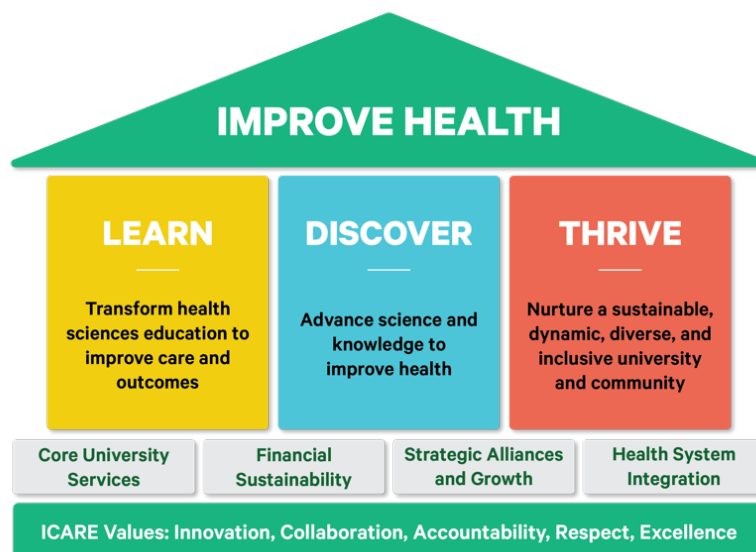 IMPROVE HEALTH
LEARN
Transform health
sciences education to
improve care and
outcomes
DISCOVER
Advance science and
knowledge to
improve health
THRIVE
Nurture a sustainable,
dynamic, diverse, and
inclusive university
and community
Core University
Services
Financial
Sustainability
Strategic Alliances
and Growth
Health System
Integration
ICARE Values: Innovation, Collaboration, Accountability, Respect, Excellence